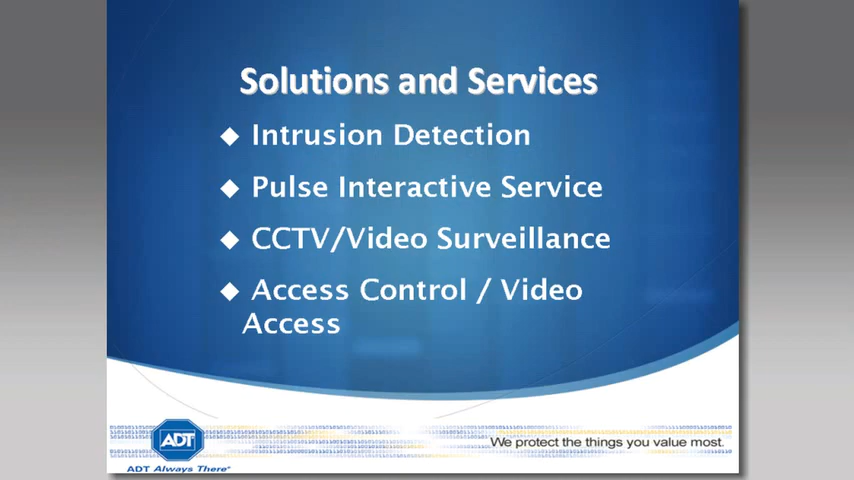 Solutions and Services
◆ Intrusion Detection
◆ Pulse Interactive Service
◆ CCTV/Video Surveillance
◆ Access Control / Video
Access
ADT
We protect the things you value most.
ADT Always There®